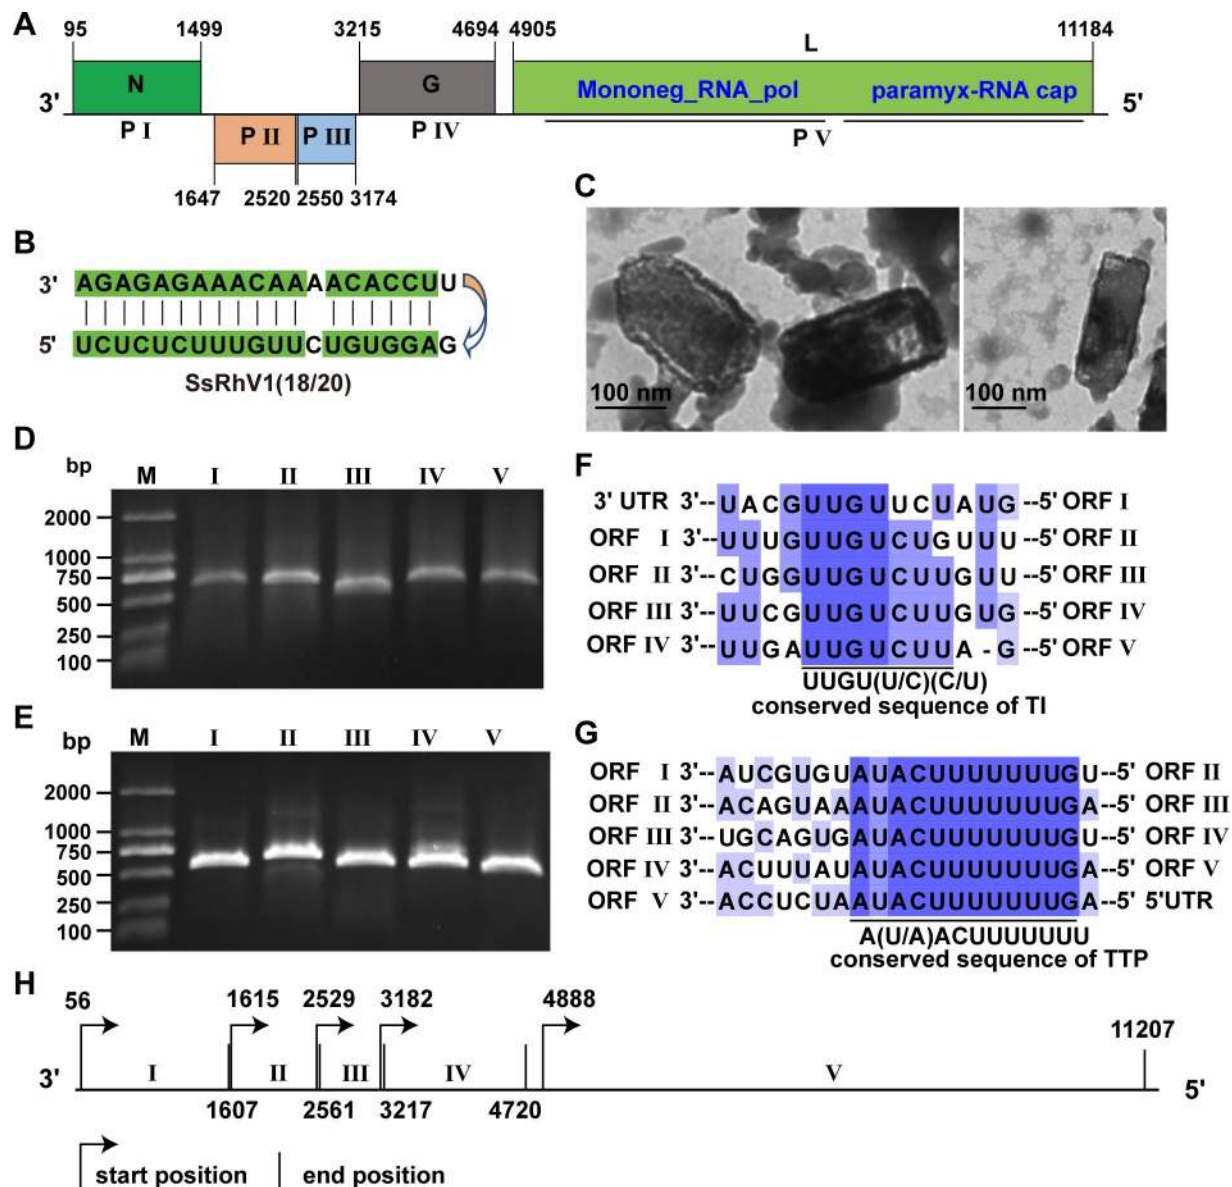 A
95 1499 3215 4694 4905 L 11184
N G Mononeg_RNA_pol paramyx-RNA cap
3' 5'
P I P II P III P IV P V
1647 2520 2550 3174
B
3' AGAGAGAAACAAAACACCUU
5' UCUCUCUUUGUUCUGUGGAG
SsRhV1(18/20)
C
100 nm 100 nm
D
bp M I II III IV V
2000
1000
750
500
250
100
E
bp M I II III IV V
2000
1000
750
500
250
100
F
3' UTR 3'-- UACGUUGUUCUAUG --5' ORF I
ORF I 3'-- UUUGUUGUCUGUUU --5' ORF II
ORF II 3'-- CUGGUUGUCUUGUU --5' ORF III
ORF III 3'-- UUCGUUGUCUUGUG --5' ORF IV
ORF IV 3'-- UUGAUUGUCUUA-G --5' ORF V
UUGU(U/C)(C/U)
conserved sequence of TI
G
ORF I 3'-- AUCGUGUAUACUUUUUUUGU--5' ORF II
ORF II 3'-- ACAGUAAAUACUUUUUUUGA--5' ORF III
ORF III 3'-- UGCAGUGAUACUUUUUUUGU--5' ORF IV
ORF IV 3'-- ACUUUAUAUACUUUUUUUGA--5' ORF V
ORF V 3'-- ACCUCUAAUACUUUUUUUGA--5' 5'UTR
A(U/A)ACUUUUUUU
conserved sequence of TTP
H
56 1615 2529 3182 4888 11207
3' I II III IV V 5'
1607 2561 3217 4720
start position end position